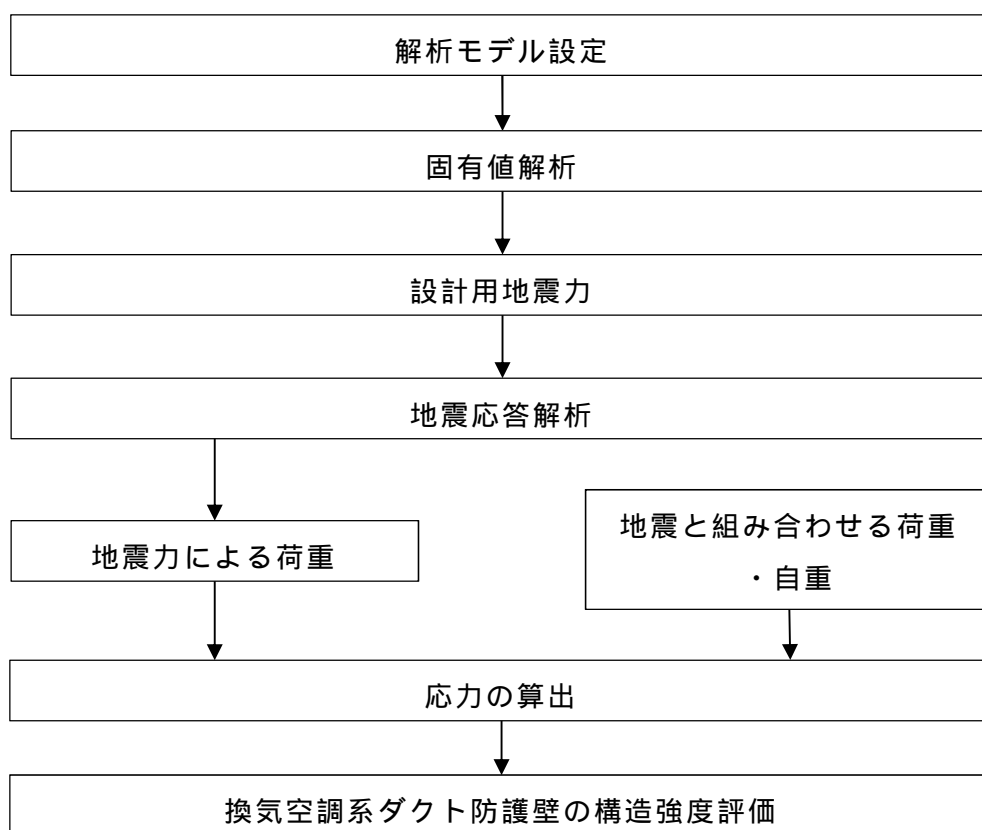 解析モデル設定
固有値解析
設計用地震力
地震応答解析
地震力による荷重
地震と組み合わせる荷重
・自重
応力の算出
換気空調系ダクト防護壁の構造強度評価